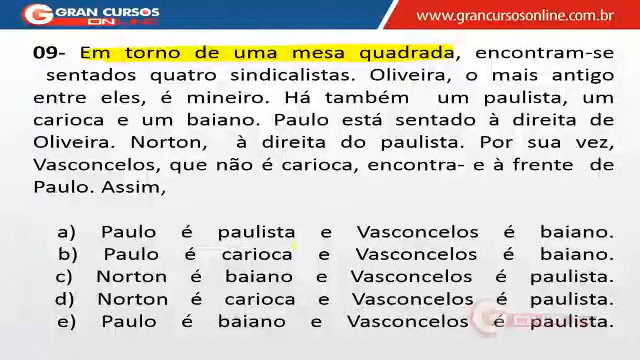 GRAN CURSOS
ONLINE
www.grancursosonline.com.br
09- Em torno de uma mesa quadrada, encontram-se
sentados quatro sindicalistas. Oliveira, o mais antigo
entre eles, é mineiro. Há também um paulista, um
carioca e um baiano. Paulo está sentado à direita de
Oliveira. Norton, à direita do paulista. Por sua vez,
Vasconcelos, que não é carioca, encontra- e à frente de
Paulo. Assim,
a) Paulo é paulista e Vasconcelos é baiano.
b) Paulo é carioca e Vasconcelos é baiano.
c) Norton é baiano e Vasconcelos é paulista.
d) Norton é carioca e Vasconcelos é paulista.
e) Paulo é baiano e Vasconcelos é paulista.